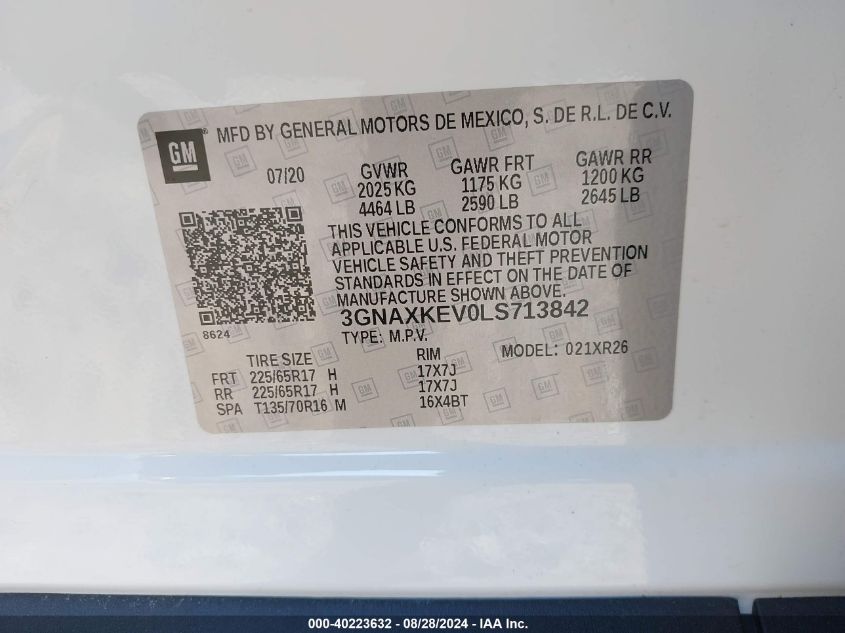 GM ® MFD BY GENERAL MOTORS DE MEXICO, S. DE R.L. DE C.V.
07/20
GVWR
2025 KG
4464 LB
GAWR FRT
1175 KG
2590 LB
GAWR RR
1200 KG
2645 LB
THIS VEHICLE CONFORMS TO ALL
APPLICABLE U.S. FEDERAL MOTOR
VEHICLE SAFETY AND THEFT PREVENTION
STANDARDS IN EFFECT ON THE DATE OF
MANUFACTURE SHOWN ABOVE.
3GNAXKEV0LS713842
8624
TYPE: M.P.V.
MODEL: 021XR26
TIRE SIZE RIM
FRT 225/65R17 H 17X7J
RR 225/65R17 H 17X7J
SPA T135/70R16 M 16X4BT
000-40223632 - 08/28/2024 - IAA Inc.